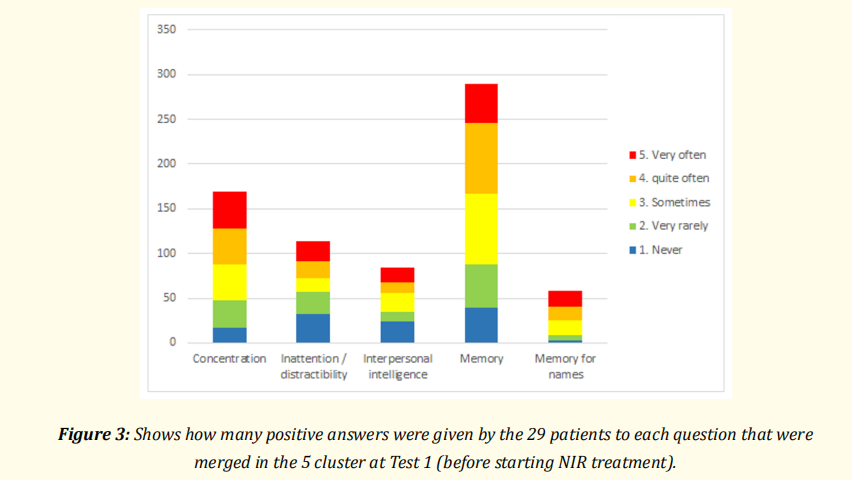 350
300
250
200
150
100
50
0
Concentration
Inattention /
distractibility
Interpersonal
intelligence
Memory
Memory for
names
5. Very often
4. quite often
3. Sometimes
2. Very rarely
1. Never
Figure 3: Shows how many positive answers were given by the 29 patients to each question that were
merged in the 5 cluster at Test 1 (before starting NIR treatment).